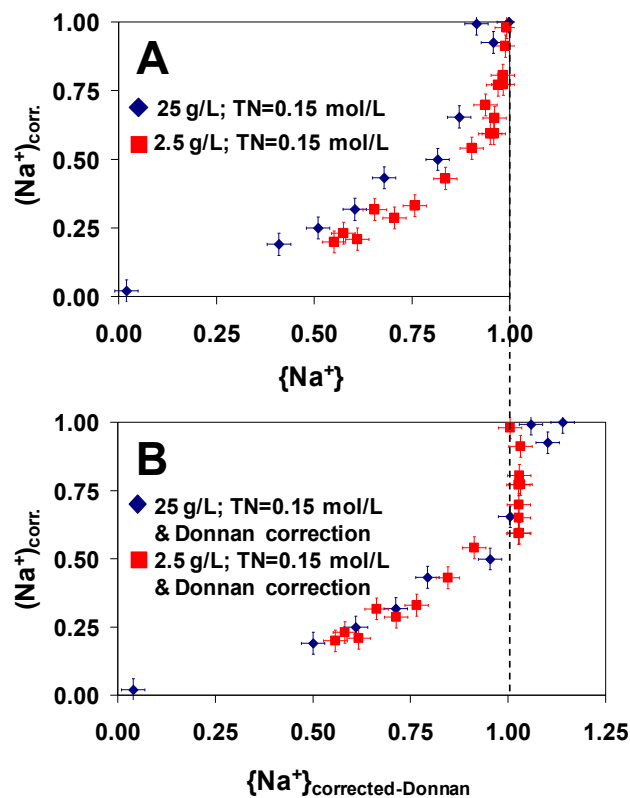 1.00
0.75
0.50
0.25
0.00
(Na⁺)corr.
A
25 g/L; TN=0.15 mol/L
2.5 g/L; TN=0.15 mol/L
0.00 0.25 0.50 0.75 1.00
{Na⁺}
1.00
0.75
0.50
0.25
0.00
(Na⁺)corr.
B
25 g/L; TN=0.15 mol/L
& Donnan correction
2.5 g/L; TN=0.15 mol/L
& Donnan correction
0.00 0.25 0.50 0.75 1.00 1.25
{Na⁺}corrected-Donnan